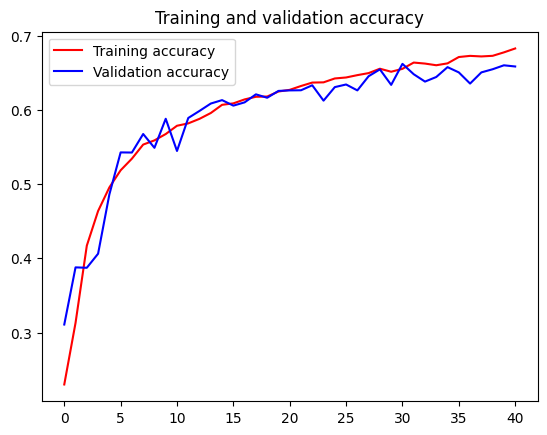 Training and validation accuracy
Training accuracy
Validation accuracy
0.7
0.6
0.5
0.4
0.3
0 5 10 15 20 25 30 35 40